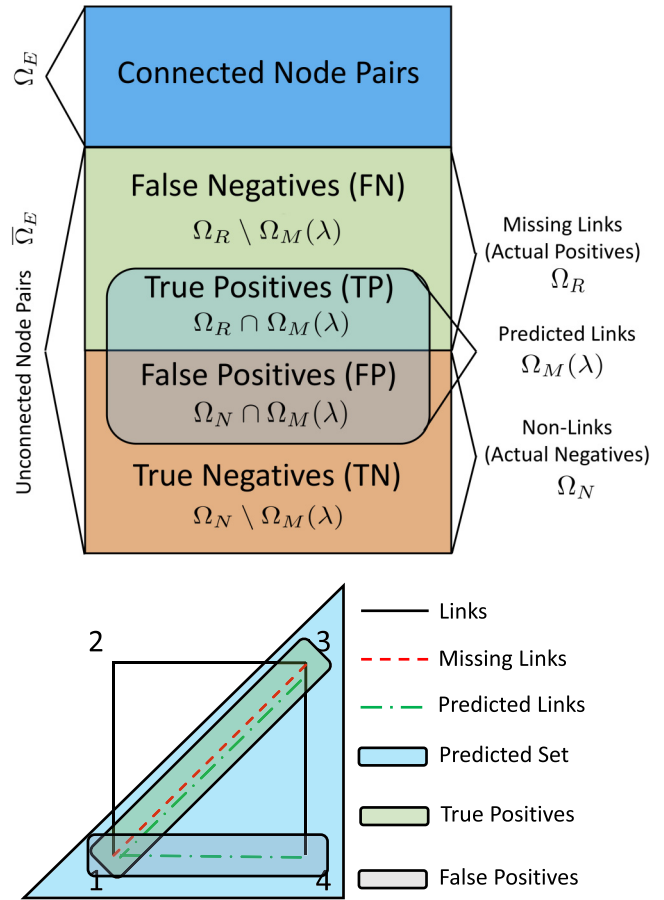 Ω_E
Connected Node Pairs
False Negatives (FN)
Ω_R \ Ω_M(λ)
True Positives (TP)
Ω_R ∩ Ω_M(λ)
False Positives (FP)
Ω_N ∩ Ω_M(λ)
True Negatives (TN)
Ω_N \ Ω_M(λ)
Unconnected Node Pairs Ω̅_E
Missing Links
(Actual Positives)
Ω_R
Predicted Links
Ω_M(λ)
Non-Links
(Actual Negatives)
Ω_N
2
3
1
4
Links
Missing Links
Predicted Links
Predicted Set
True Positives
False Positives